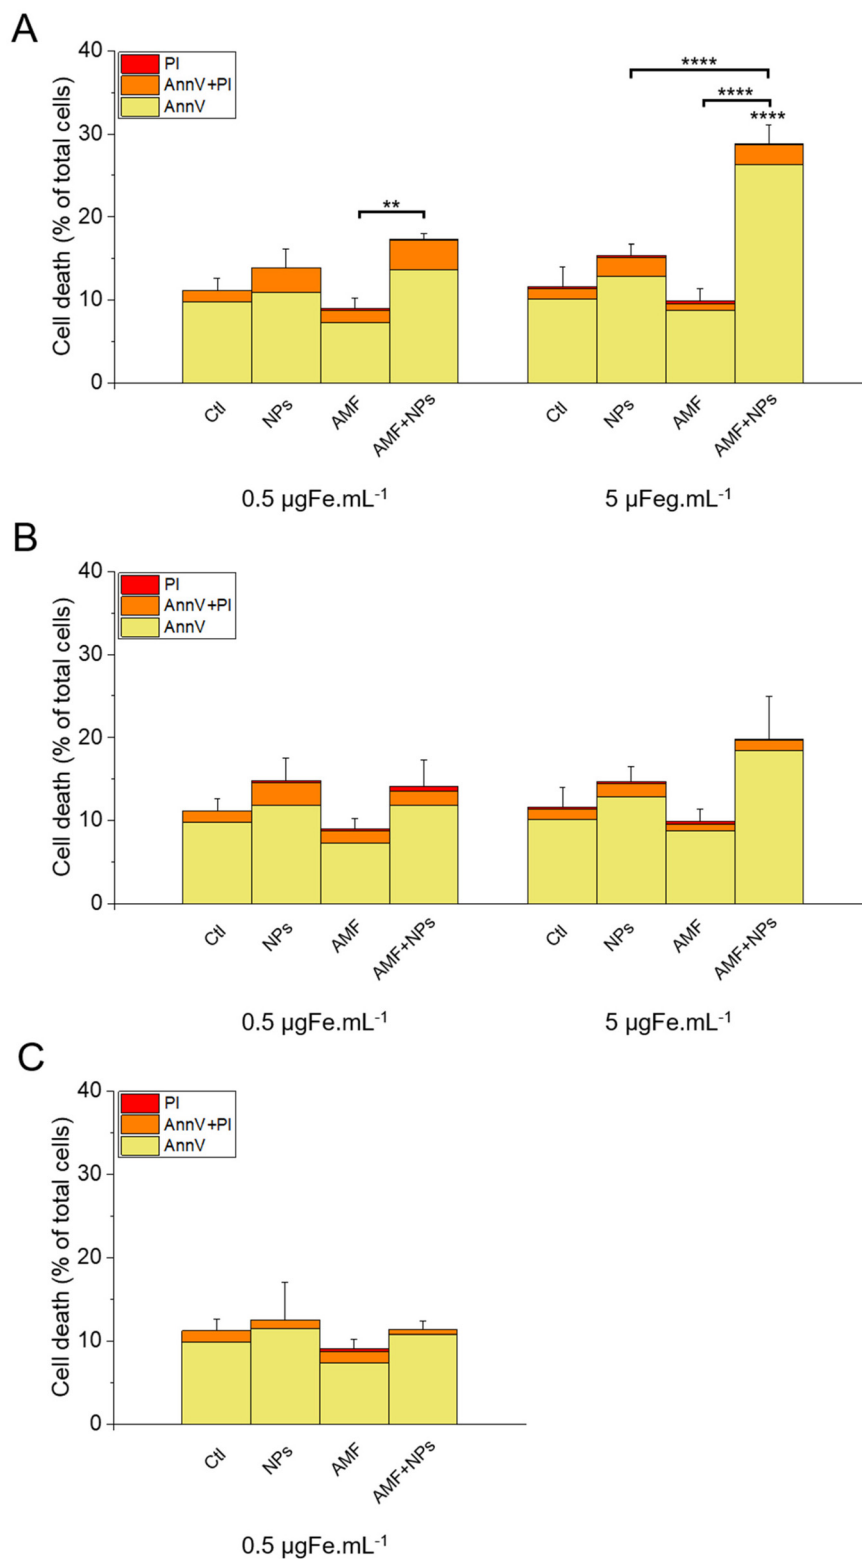 A
40
30
20
10
0
Cell death (% of total cells)
PI
AnnV+PI
AnnV
**
****
****
****
Ctl
NPs
AMF
AMF+NPs
Ctl
NPs
AMF
AMF+NPs
0.5 µgFe.mL⁻¹
5 µFeg.mL⁻¹
B
40
30
20
10
0
Cell death (% of total cells)
PI
AnnV+PI
AnnV
Ctl
NPs
AMF
AMF+NPs
Ctl
NPs
AMF
AMF+NPs
0.5 µgFe.mL⁻¹
5 µgFe.mL⁻¹
C
40
30
20
10
0
Cell death (% of total cells)
PI
AnnV+PI
AnnV
Ctl
NPs
AMF
AMF+NPs
0.5 µgFe.mL⁻¹